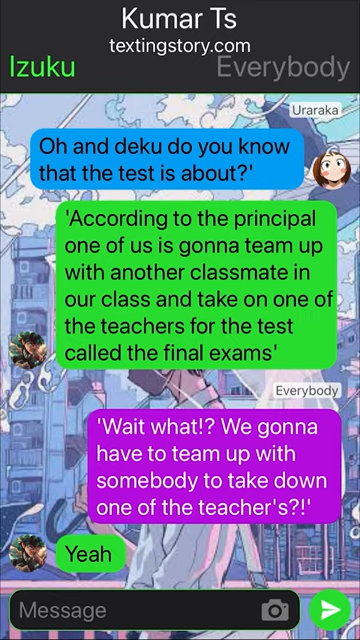 Kumar Ts
textingstory.com
Izuku
Everybody
Uraraka
Oh and deku do you know
that the test is about?'
'According to the principal
one of us is gonna team up
with another classmate in
our class and take on one of
the teachers for the test
called the final exams'
Everybody
'Wait what!? We gonna
have to team up with
somebody to take down
one of the teacher's?!'
Yeah
Message